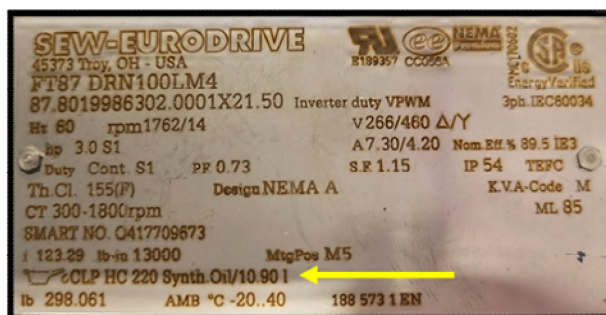 SEW-EURODRIVE
45373 Troy, OH - USA
E189357 CC056A
NEMA Premium
Energy Verified
C US
FT87 DRN100LM4
87.8019986302.0001X21.50 Inverter duty VPWM 3ph.IEC60034
Hz 60 rpm 1762/14 V 266/460 Δ/Y
hp 3.0 S1 A 7.30/4.20 Nom.Eff.% 89.5 IE3
Duty Cont. S1 PF 0.73 S.F. 1.15 IP 54 TEFC
Th.Cl. 155(F) Design NEMA A K.V.A-Code M
CT 300-1800rpm ML 85
SMART NO. 0417709673
i 123.29 lb-in 13000 MtgPos M5
CLP HC 220 Synth.Oil/10.90 l
lb 298.061 AMB °C -20..40 188 573 1 EN